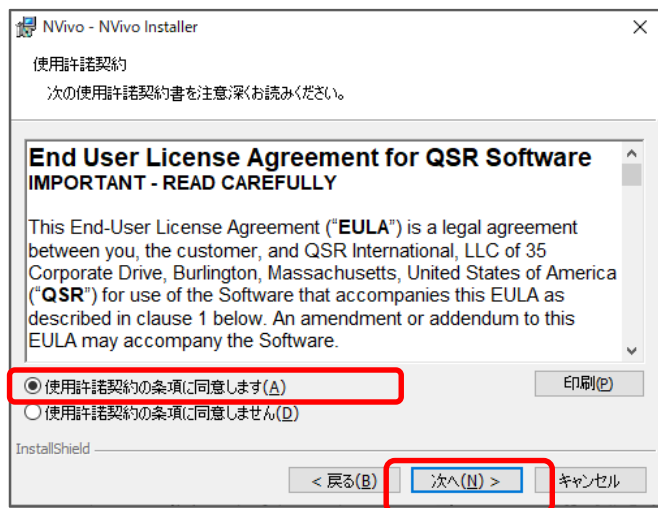 NVivo - NVivo Installer
使用許諾契約
次の使用許諾契約書を注意深くお読みください。
End User License Agreement for QSR Software
IMPORTANT - READ CAREFULLY
This End-User License Agreement (“EULA”) is a legal agreement
between you, the customer, and QSR International, LLC of 35
Corporate Drive, Burlington, Massachusetts, United States of America
(“QSR”) for use of the Software that accompanies this EULA as
described in clause 1 below. An amendment or addendum to this
EULA may accompany the Software.
使用許諾契約の条項に同意します(A)
印刷(P)
使用許諾契約の条項に同意しません(D)
InstallShield
< 戻る(B)
次へ(N) >
キャンセル